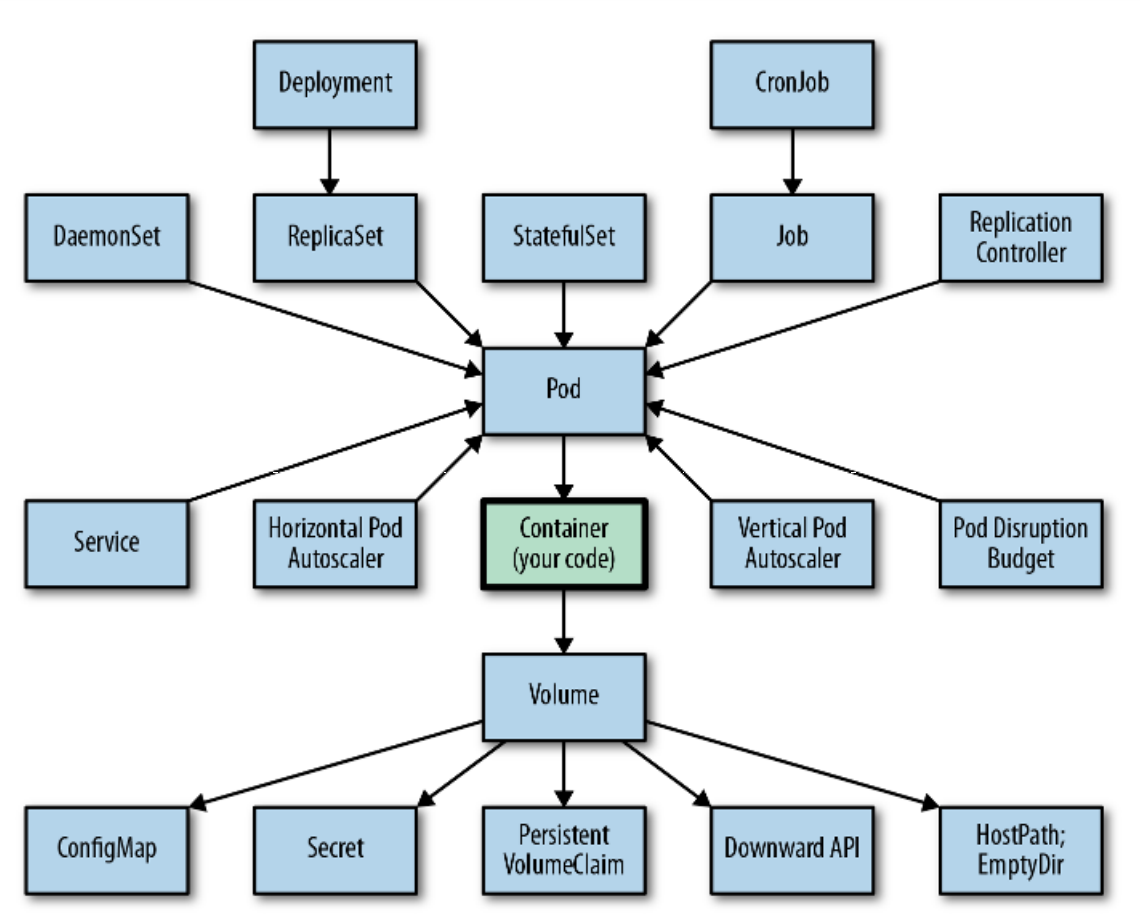 Deployment
CronJob
DaemonSet
ReplicaSet
StatefulSet
Job
Replication
Controller
Pod
Service
Horizontal Pod
Autoscaler
Container
(your code)
Vertical Pod
Autoscaler
Pod Disruption
Budget
Volume
ConfigMap
Secret
Persistent
VolumeClaim
Downward API
HostPath;
EmptyDir